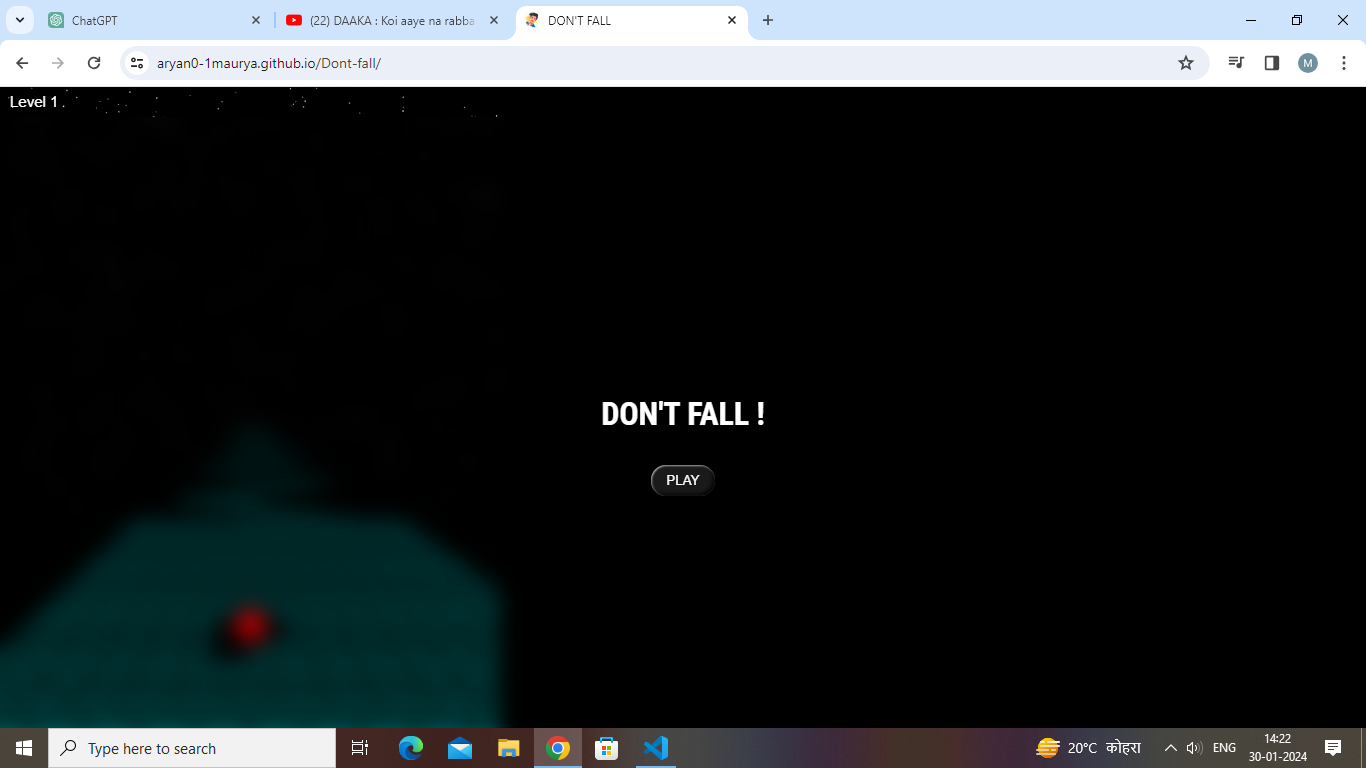 ChatGPT
(22) DAAKA : Koi aaye na rabba
DON'T FALL
aryan0-1maurya.github.io/Dont-fall/
M
Level 1
DON'T FALL !
PLAY
Type here to search
20°C कोहरा
ENG
14:22
30-01-2024